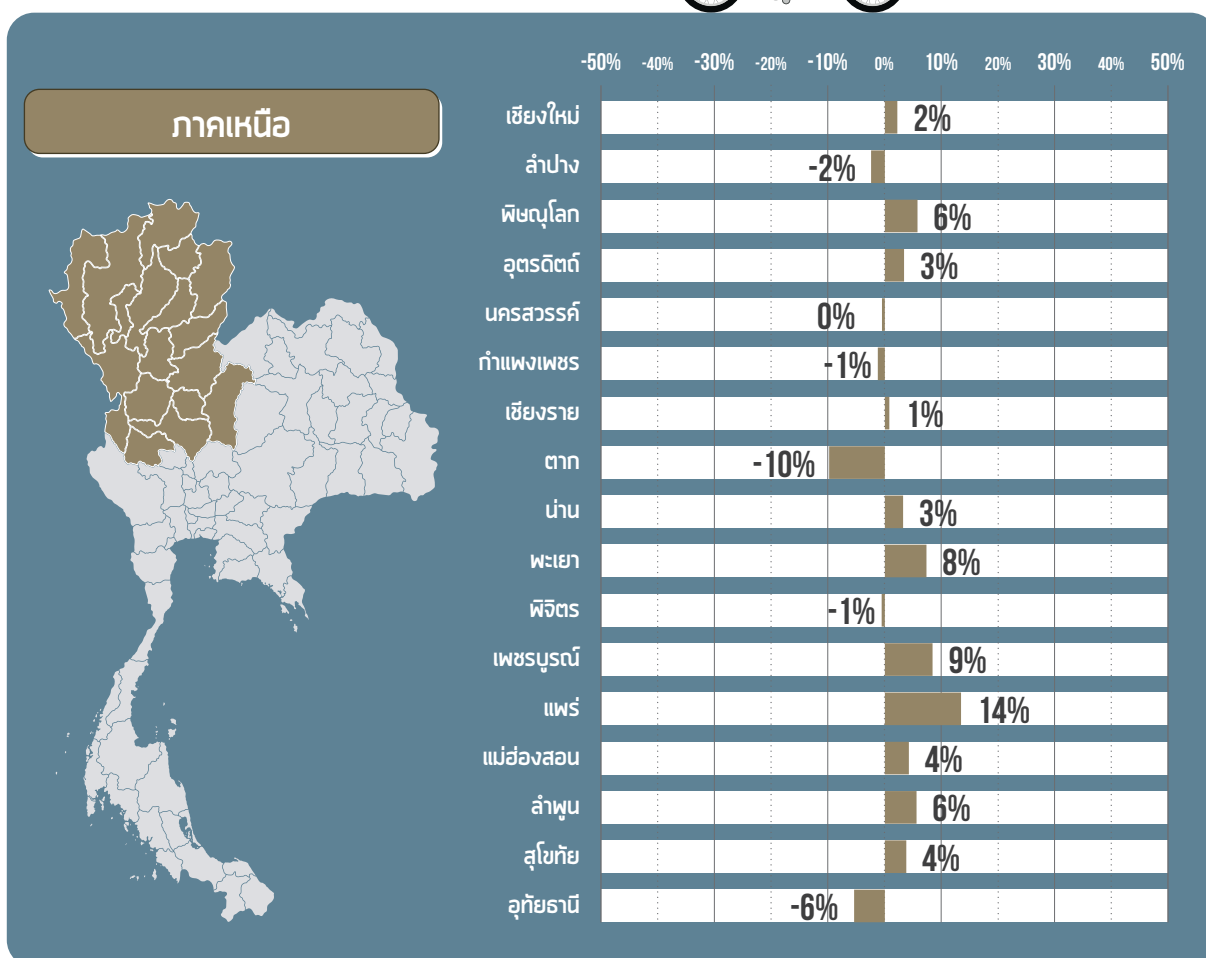 -50% -40% -30% -20% -10% 0% 10% 20% 30% 40% 50%
ภาคเหนือ
เชียงใหม่ 2%
ลำปาง -2%
พิษณุโลก 6%
อุตรดิตถ์ 3%
นครสวรรค์ 0%
กำแพงเพชร -1%
เชียงราย 1%
ตาก -10%
น่าน 3%
พะเยา 8%
พิจิตร -1%
เพชรบูรณ์ 9%
แพร่ 14%
แม่ฮ่องสอน 4%
ลำพูน 6%
สุโขทัย 4%
อุทัยธานี -6%